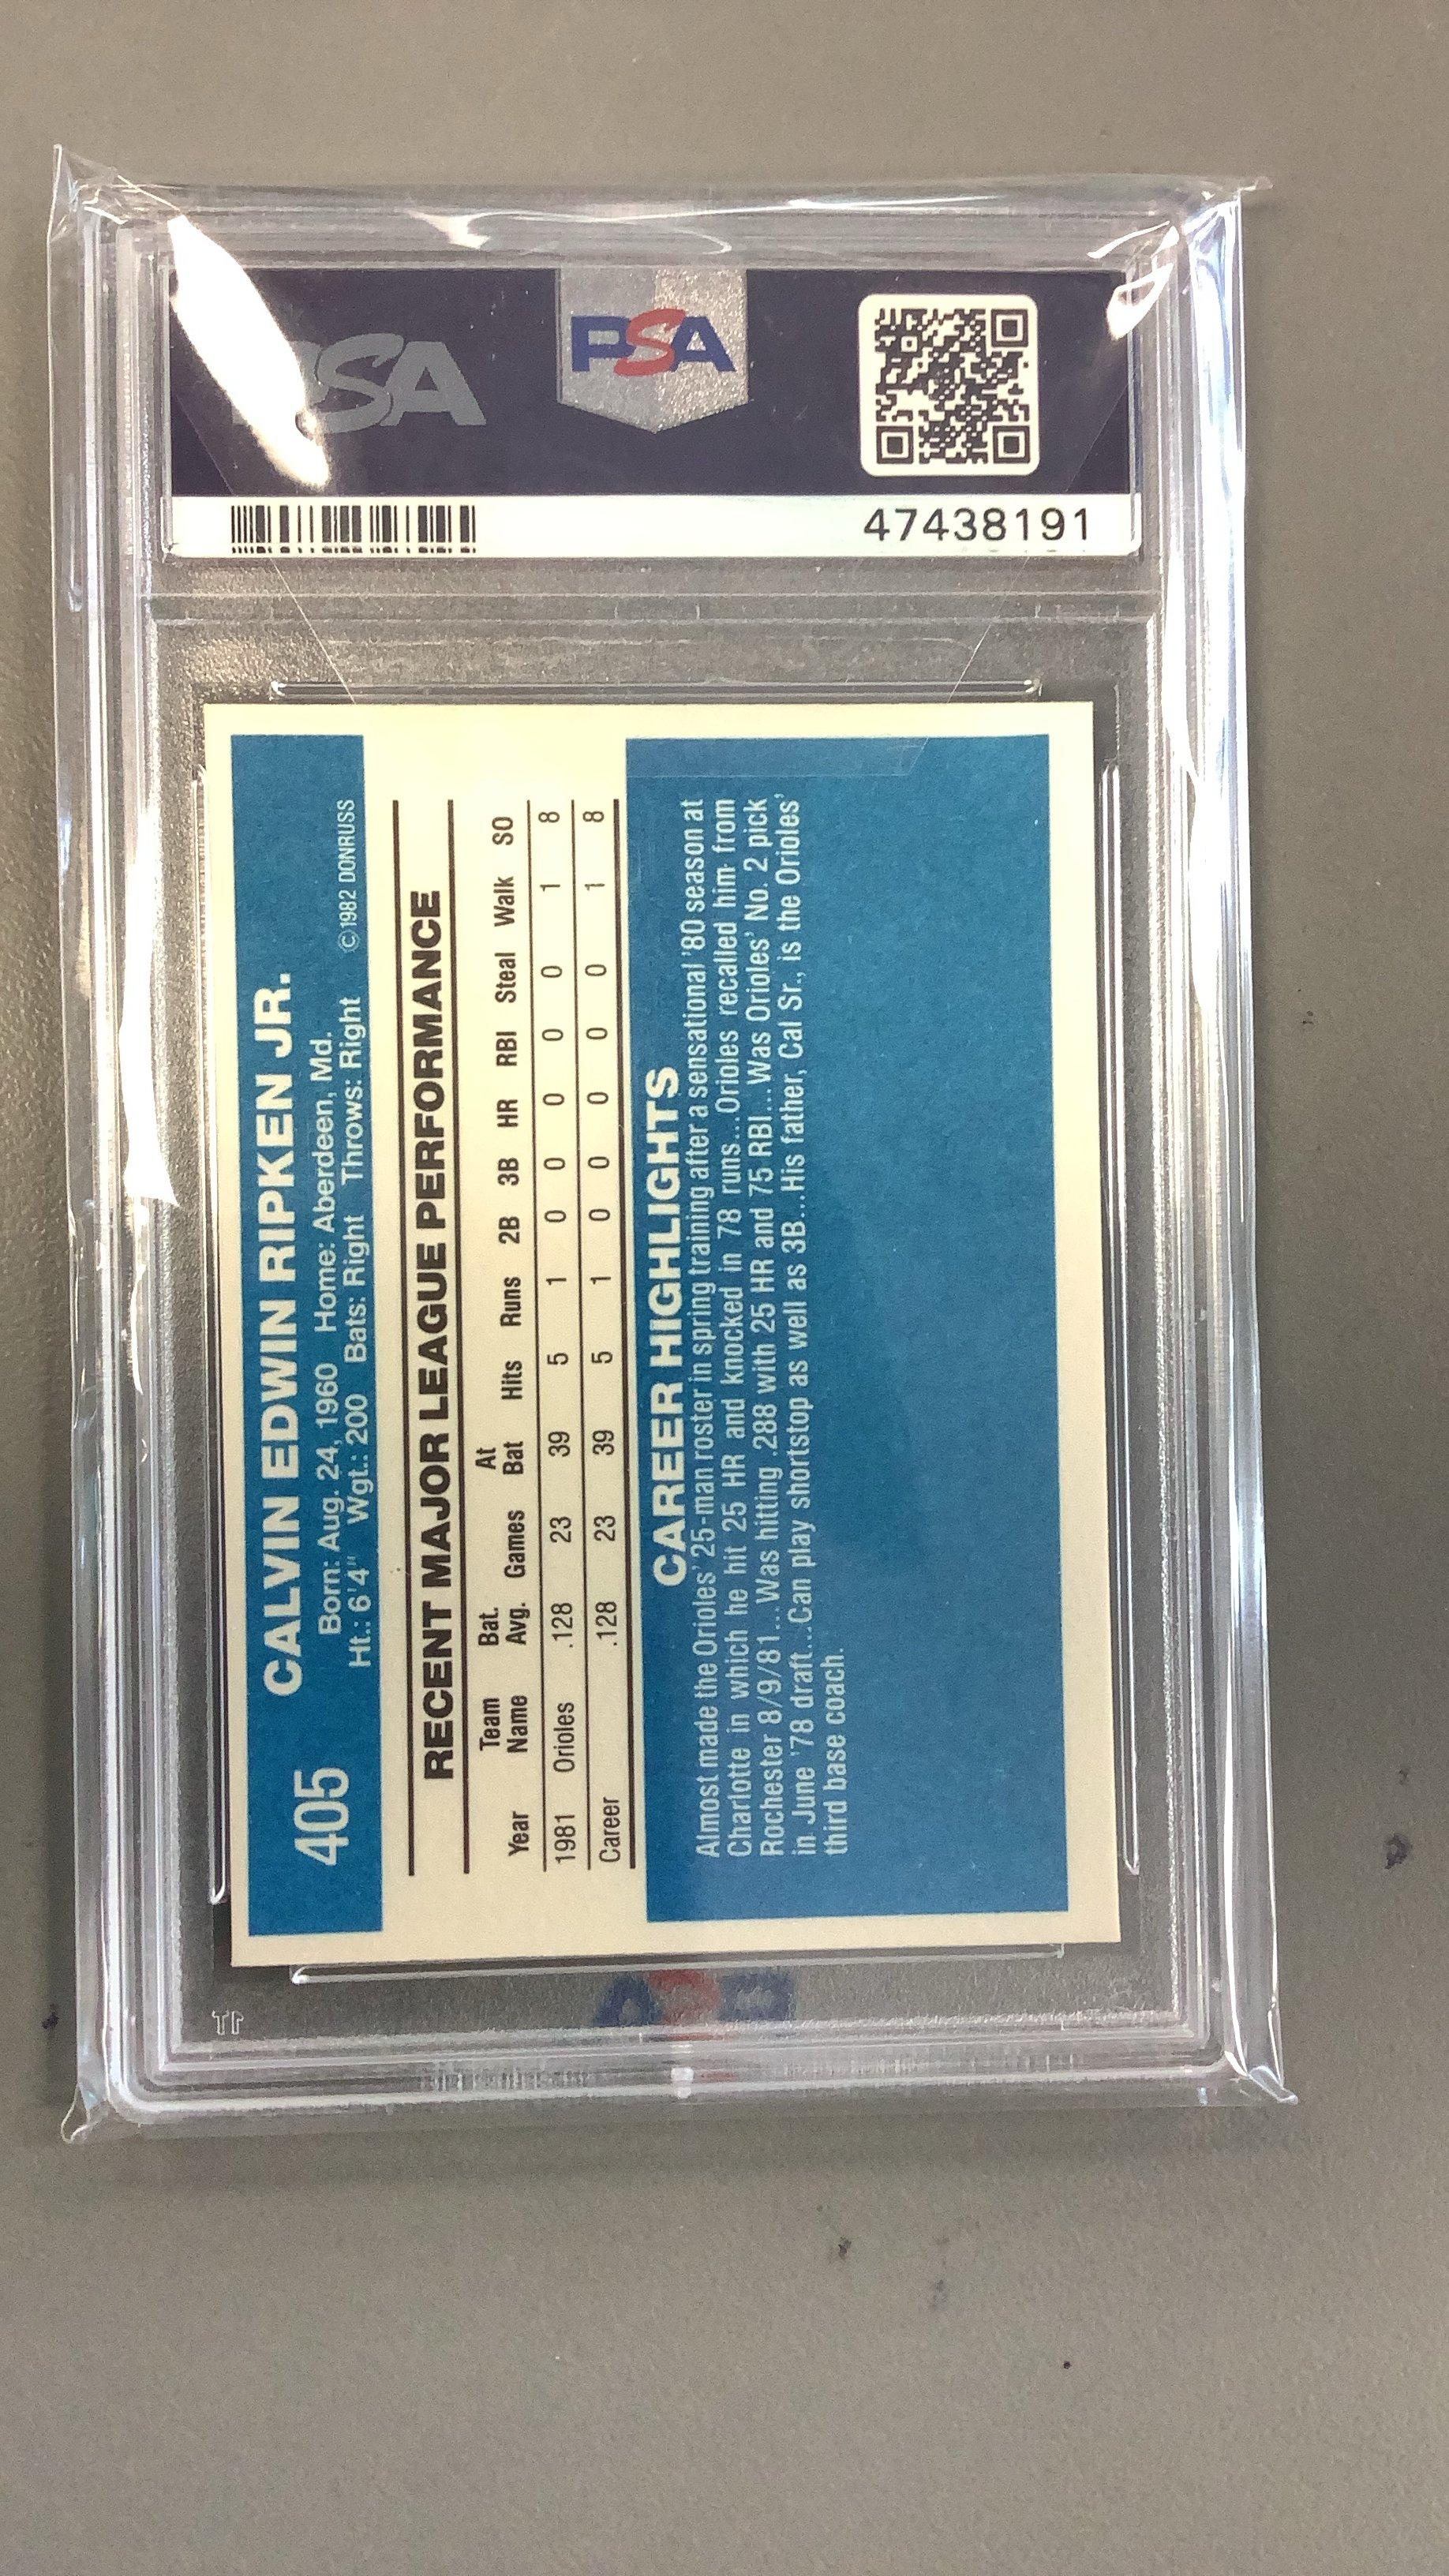 PSA
PSA
47438191
405 CALVIN EDWIN RIPKEN JR.
Born: Aug. 24, 1960 Home: Aberdeen, Md.
Ht.: 6'4" Wgt.: 200 Bats: Right Throws: Right ©1982 DONRUSS
RECENT MAJOR LEAGUE PERFORMANCE
Year Team Name Bat. Avg. Games At Bat Hits Runs 2B 3B HR RBI Steal Walk SO
1981 Orioles .128 23 39 5 1 0 0 0 0 0 1 8
Career .128 23 39 5 1 0 0 0 0 0 1 8
CAREER HIGHLIGHTS
Almost made the Orioles' 25-man roster in spring training after a sensational '80 season at
Charlotte in which he hit 25 HR and knocked in 78 runs...Orioles recalled him from
Rochester 8/9/81...Was hitting .288 with 25 HR and 75 RBI...Was Orioles' No. 2 pick
in June '78 draft...Can play shortstop as well as 3B...His father, Cal Sr., is the Orioles'
third base coach.